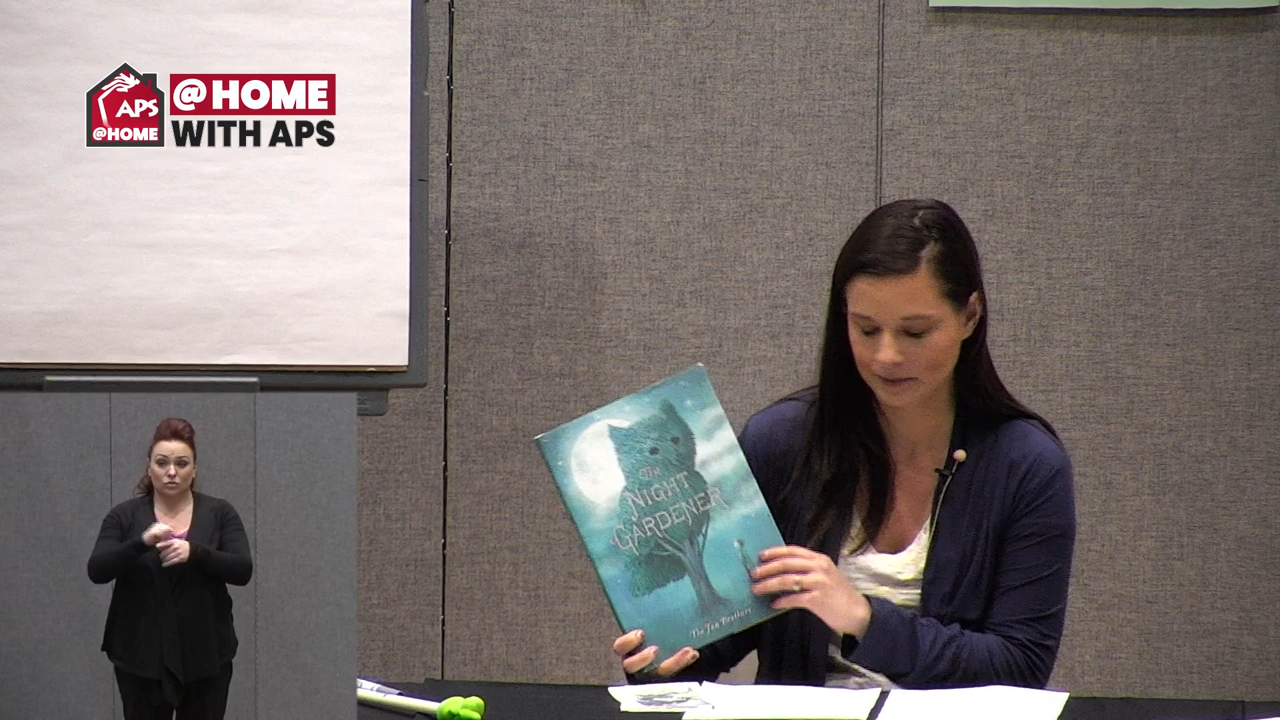 APS
@HOME
@HOME
WITH APS
The
NIGHT
GARDENER
The Fan Brothers